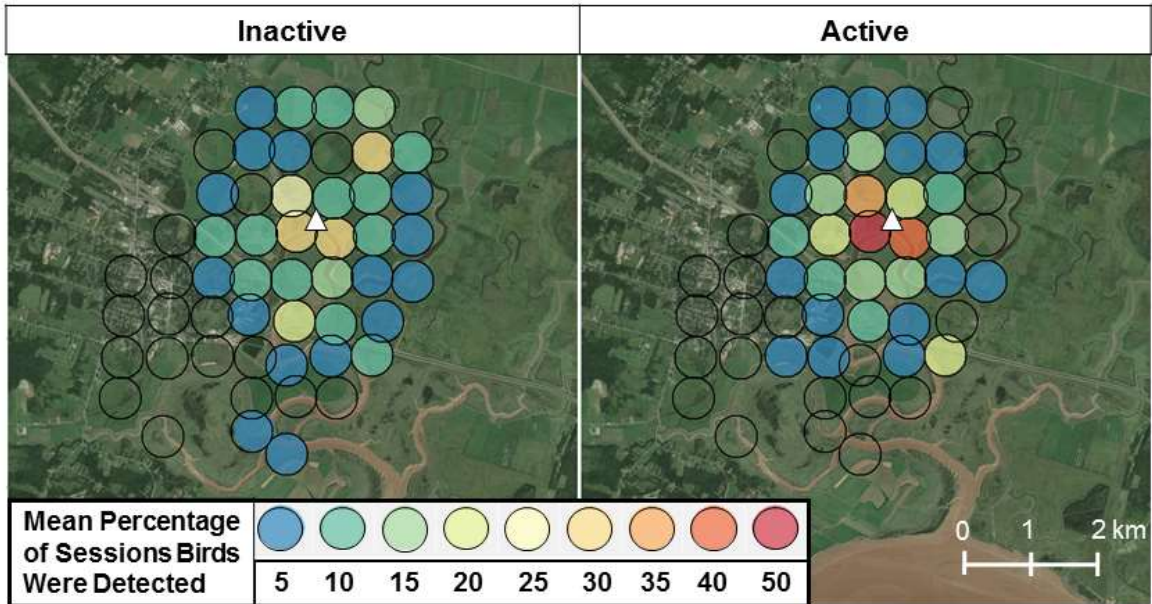 Inactive
Active
Mean Percentage
of Sessions Birds
Were Detected
5 10 15 20 25 30 35 40 50
0 1 2 km